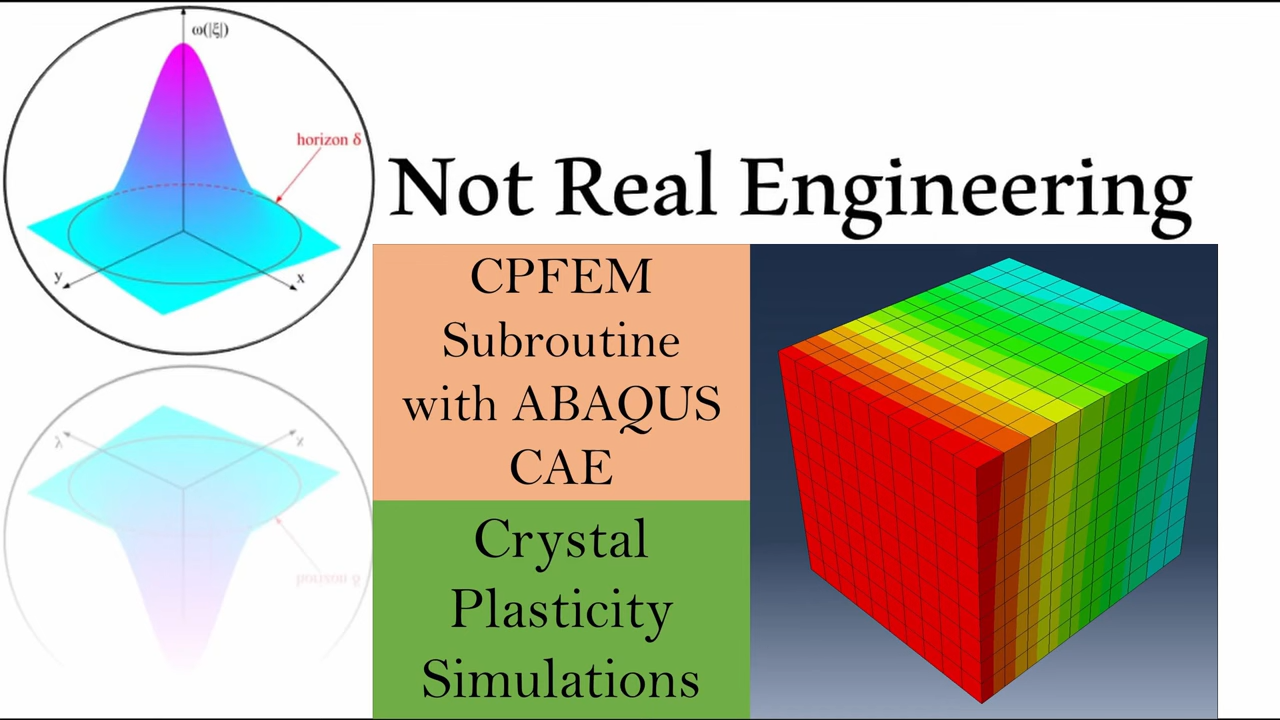 ω(|ξ|)
horizon δ
y
x
Not Real Engineering
CPFEM
Subroutine
with ABAQUS
CAE
Crystal
Plasticity
Simulations